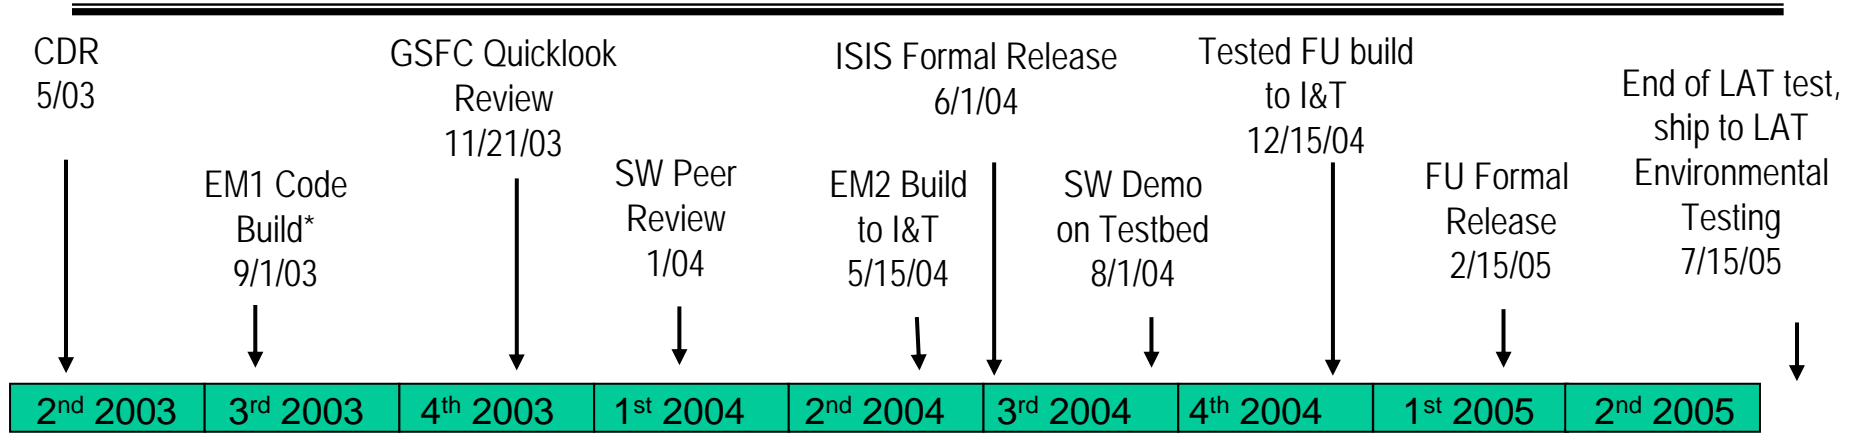 CDR
5/03
EM1 Code
Build*
9/1/03
GSFC Quicklook
Review
11/21/03
SW Peer
Review
1/04
EM2 Build
to I&T
5/15/04
ISIS Formal Release
6/1/04
SW Demo
on Testbed
8/1/04
Tested FU build
to I&T
12/15/04
FU Formal
Release
2/15/05
End of LAT test,
ship to LAT
Environmental
Testing
7/15/05
2nd 2003
3rd 2003
4th 2003
1st 2004
2nd 2004
3rd 2004
4th 2004
1st 2005
2nd 2005